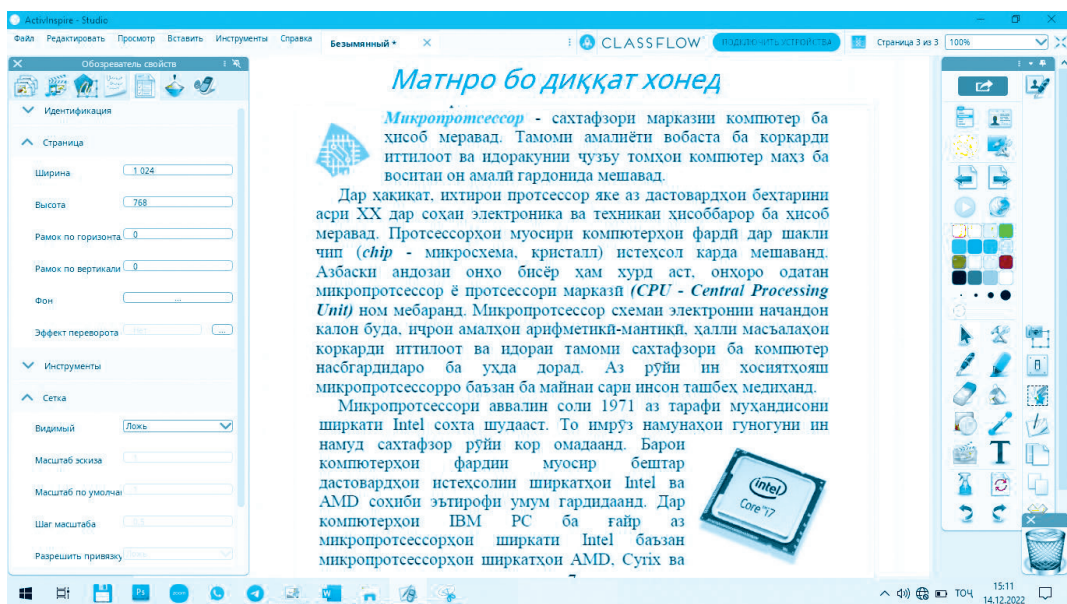 ActivInspire - Studio
Файл Редактировать Просмотр Вставить Инструменты Справка
Безымянный *
CLASSFLOW
ПОДКЛЮЧИТЬ УСТРОЙСТВА
Страница 3 из 3
100%
Обозреватель свойств
Идентификация
Страница
Ширина 1 024
Высота 768
Рамок по горизонта. 0
Рамок по вертикали 0
Фон ...
Эффект переворота ...
Инструменты
Сетка
Видимый Ложь
Масштаб эскиза 1
Масштаб по умолчан
Шаг масштаба
Разрешить привязку Ложь
Матнро бо диққат хонед
Микропротсессор - сахтафзори марказии компютер ба
ҳисоб меравад. Тамоми амалиёти вобаста ба коркарди
иттилоот ва идоракунии ҷузъу томҳои компютер маҳз ба
воситаи он амалӣ гардонида мешавад.
Дар ҳақиқат, ихтирои протсессор яке аз дастовардҳои беҳтарини
асри XX дар соҳаи электроника ва техникаи ҳисоббарор ба ҳисоб
меравад. Протсессорҳои муосири компютерҳои фардӣ дар шакли
чип (chip - микросхема, кристалл) истеҳсол карда мешаванд.
Азбаски андозаи онҳо бисёр ҳам хурд аст, онҳоро одатан
микропротсессор ё протсессори марказӣ (CPU - Central Processing
Unit) ном мебаранд. Микропротсессор схемаи электронии начандон
калон буда, иҷрои амалҳои арифметикӣ-мантиқӣ, ҳалли масъалаҳои
коркарди иттилоот ва идораи тамоми сахтафзори ба компютер
насбгардидаро ба уҳда дорад. Аз рӯйи ин хосиятҳояш
микропротсессорро баъзан ба майнаи сари инсон ташбеҳ медиҳанд.
Микропротсессори аввалин соли 1971 аз тарафи муҳандисони
ширкати Intel сохта шудааст. То имрӯз намунаҳои гуногуни ин
намуд сахтафзор рӯйи кор омадаанд. Барои
компютерҳои фардии муосир бештар
дастовардҳои истеҳсолии ширкатҳои Intel ва
AMD соҳиби эътирофи умум гардидаанд. Дар
компютерҳои IBM PC ба ғайр аз
микропротсессорҳои ширкати Intel баъзан
микропротсессорҳои ширкатҳои AMD, Cyrix ва
intel
Core i7
ТОҶ
15:11
14.12.2022